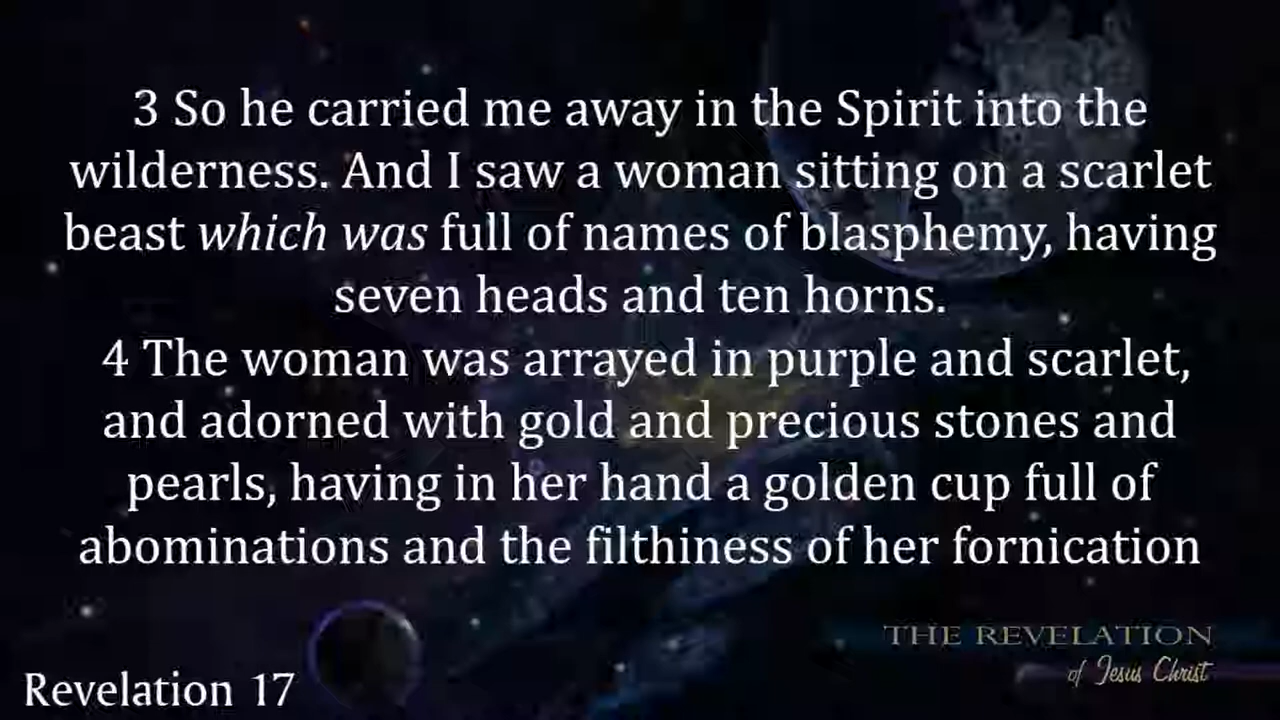 3 So he carried me away in the Spirit into the
wilderness. And I saw a woman sitting on a scarlet
beast which was full of names of blasphemy, having
seven heads and ten horns.
4 The woman was arrayed in purple and scarlet,
and adorned with gold and precious stones and
pearls, having in her hand a golden cup full of
abominations and the filthiness of her fornication
THE REVELATION
of Jesus Christ
Revelation 17